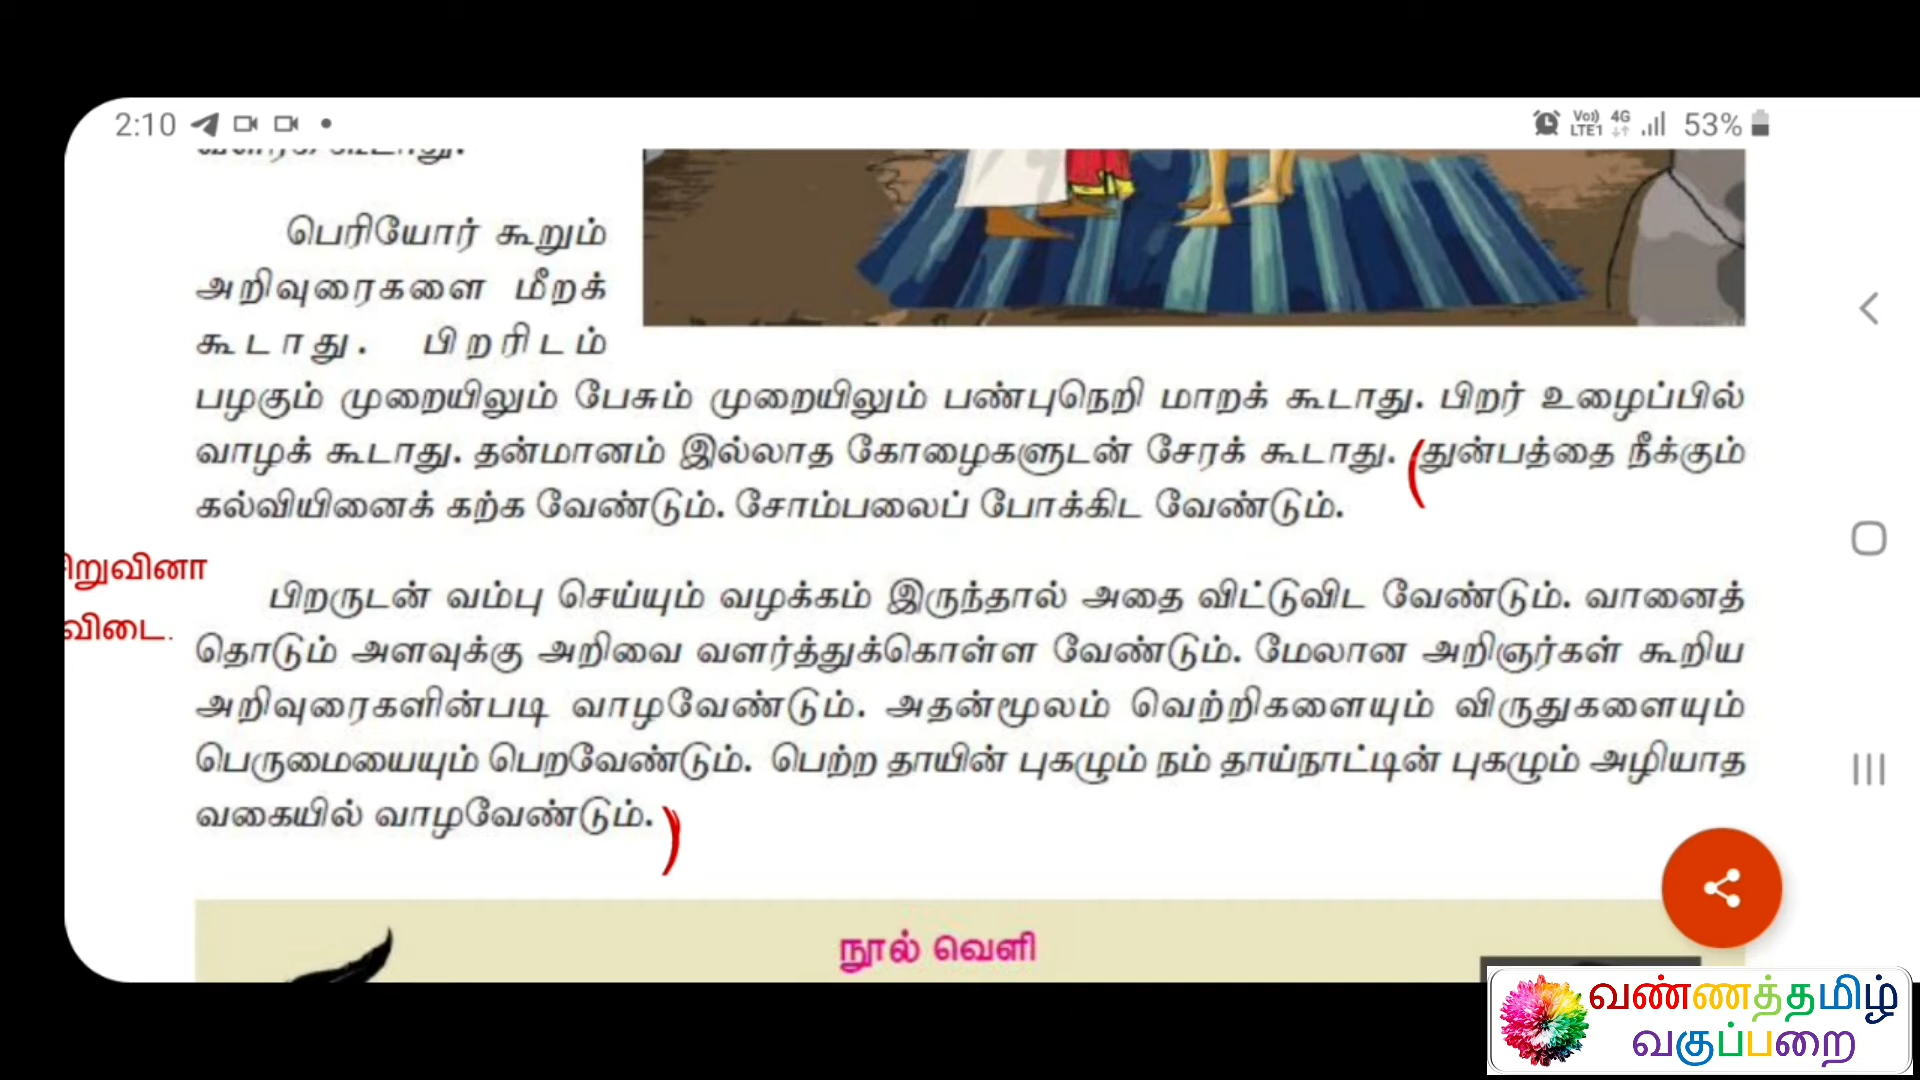 2:10
Vo)) 4G
LTE1
53%
பெரியோர் கூறும்
அறிவுரைகளை மீறக்
கூடாது. பிறரிடம்
பழகும் முறையிலும் பேசும் முறையிலும் பண்புநெறி மாறக் கூடாது. பிறர் உழைப்பில்
வாழக் கூடாது. தன்மானம் இல்லாத கோழைகளுடன் சேரக் கூடாது. (துன்பத்தை நீக்கும்
கல்வியினைக் கற்க வேண்டும். சோம்பலைப் போக்கிட வேண்டும்.
சிறுவினா
விடை.
பிறருடன் வம்பு செய்யும் வழக்கம் இருந்தால் அதை விட்டுவிட வேண்டும். வானைத்
தொடும் அளவுக்கு அறிவை வளர்த்துக்கொள்ள வேண்டும். மேலான அறிஞர்கள் கூறிய
அறிவுரைகளின்படி வாழவேண்டும். அதன்மூலம் வெற்றிகளையும் விருதுகளையும்
பெருமையையும் பெறவேண்டும். பெற்ற தாயின் புகழும் நம் தாய்நாட்டின் புகழும் அழியாத
வகையில் வாழவேண்டும். )
நூல் வெளி
வண்ணத்தமிழ்
வகுப்பறை